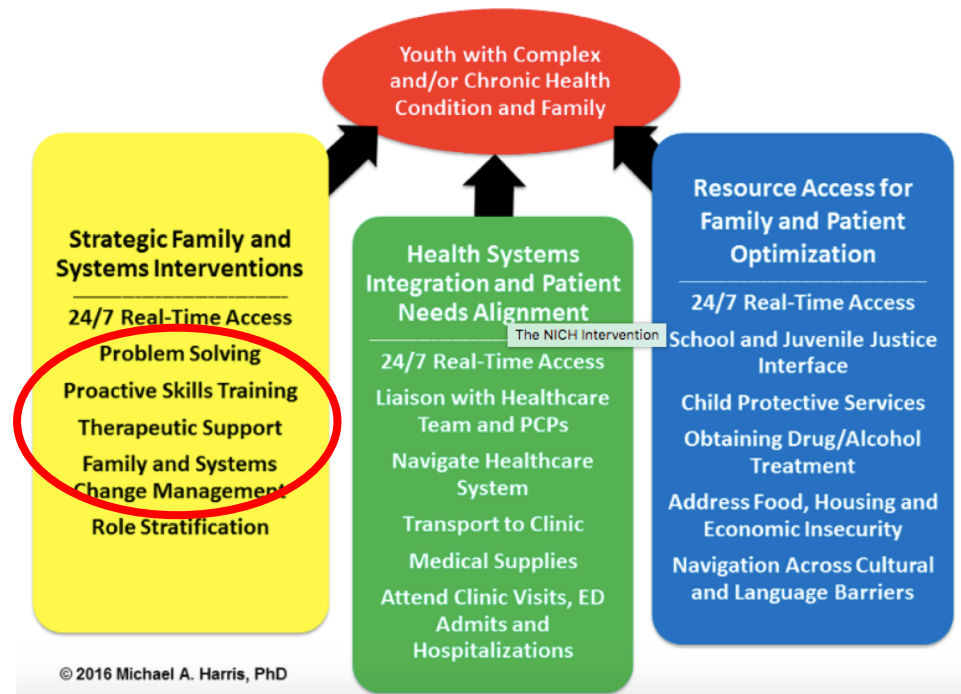 Youth with Complex
and/or Chronic Health
Condition and Family
Strategic Family and
Systems Interventions
24/7 Real-Time Access
Problem Solving
Proactive Skills Training
Therapeutic Support
Family and Systems
Change Management
Role Stratification
Health Systems
Integration and Patient
Needs Alignment
The NICH Intervention
24/7 Real-Time Access
Liaison with Healthcare
Team and PCPs
Navigate Healthcare
System
Transport to Clinic
Medical Supplies
Attend Clinic Visits, ED
Admits and
Hospitalizations
Resource Access for
Family and Patient
Optimization
24/7 Real-Time Access
School and Juvenile Justice
Interface
Child Protective Services
Obtaining Drug/Alcohol
Treatment
Address Food, Housing and
Economic Insecurity
Navigation Across Cultural
and Language Barriers
© 2016 Michael A. Harris, PhD